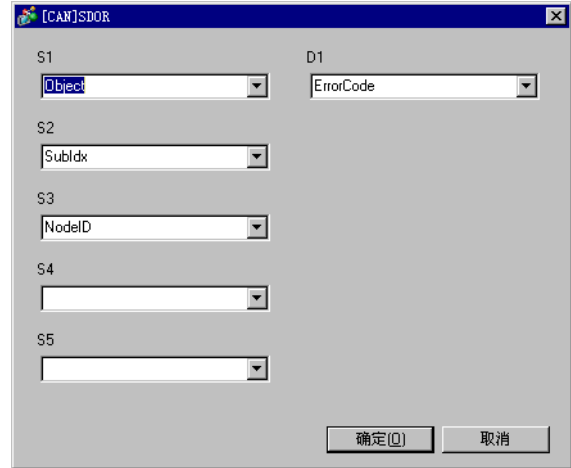 [CAN]SDOR
S1
Object
D1
ErrorCode
S2
SubIdx
S3
NodeID
S4
S5
确定(O)
取消